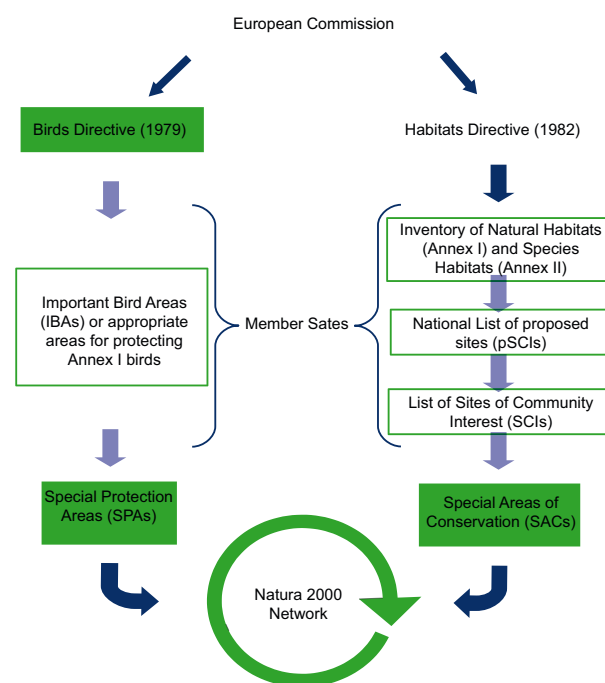 European Commission
Birds Directive (1979)
Habitats Directive (1982)
Important Bird Areas
(IBAs) or appropriate
areas for protecting
Annex I birds
Member Sates
Inventory of Natural Habitats
(Annex I) and Species
Habitats (Annex II)
National List of proposed
sites (pSCIs)
List of Sites of Community
Interest (SCIs)
Special Protection
Areas (SPAs)
Special Areas of
Conservation (SACs)
Natura 2000
Network